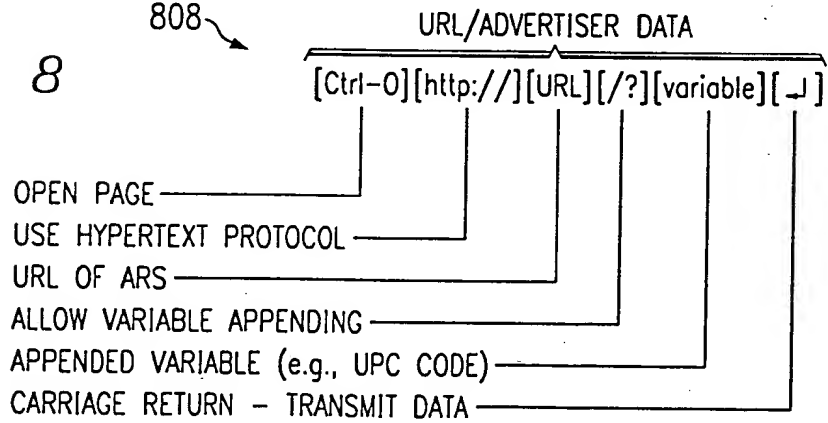 808
URL/ADVERTISER DATA
8
[Ctrl-O][http://][URL][/?][variable][↵]
OPEN PAGE
USE HYPERTEXT PROTOCOL
URL OF ARS
ALLOW VARIABLE APPENDING
APPENDED VARIABLE (e.g., UPC CODE)
CARRIAGE RETURN - TRANSMIT DATA